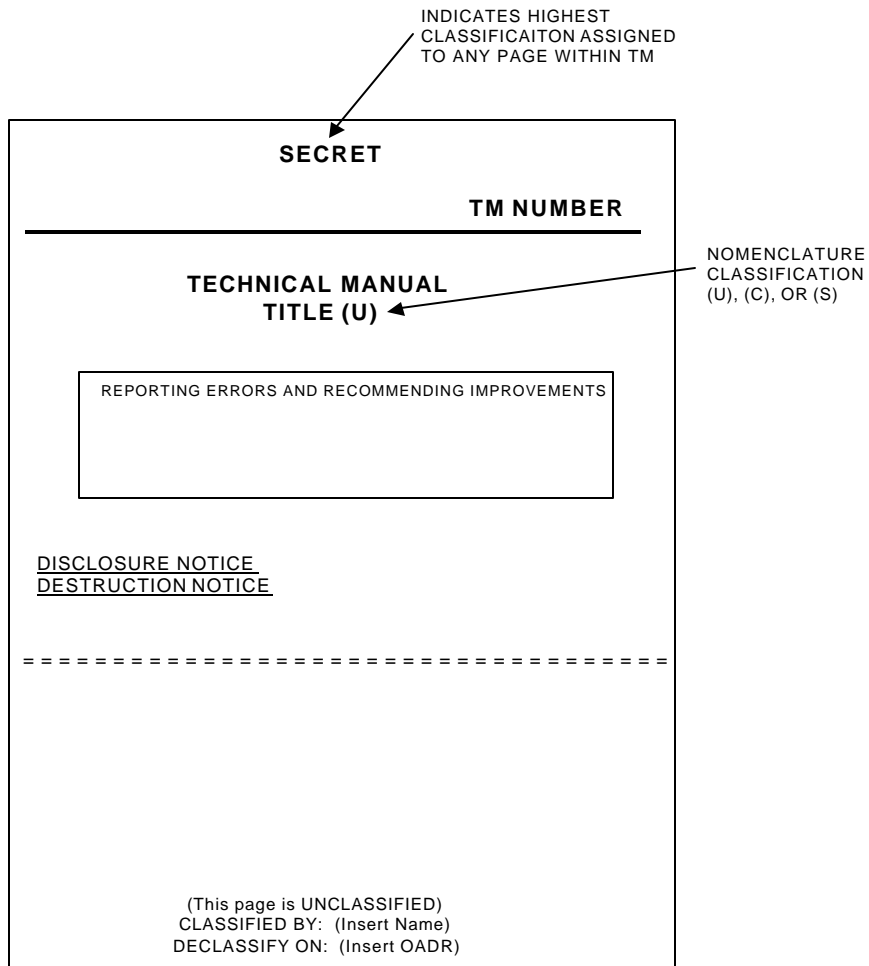 INDICATES HIGHEST
CLASSIFICAITON ASSIGNED
TO ANY PAGE WITHIN TM
SECRET
TM NUMBER
TECHNICAL MANUAL
TITLE (U)
NOMENCLATURE
CLASSIFICATION
(U), (C), OR (S)
REPORTING ERRORS AND RECOMMENDING IMPROVEMENTS
DISCLOSURE NOTICE
DESTRUCTION NOTICE
= = = = = = = = = = = = = = = = = = = = = = = = = = = = = = = = = = = =
(This page is UNCLASSIFIED)
CLASSIFIED BY: (Insert Name)
DECLASSIFY ON: (Insert OADR)